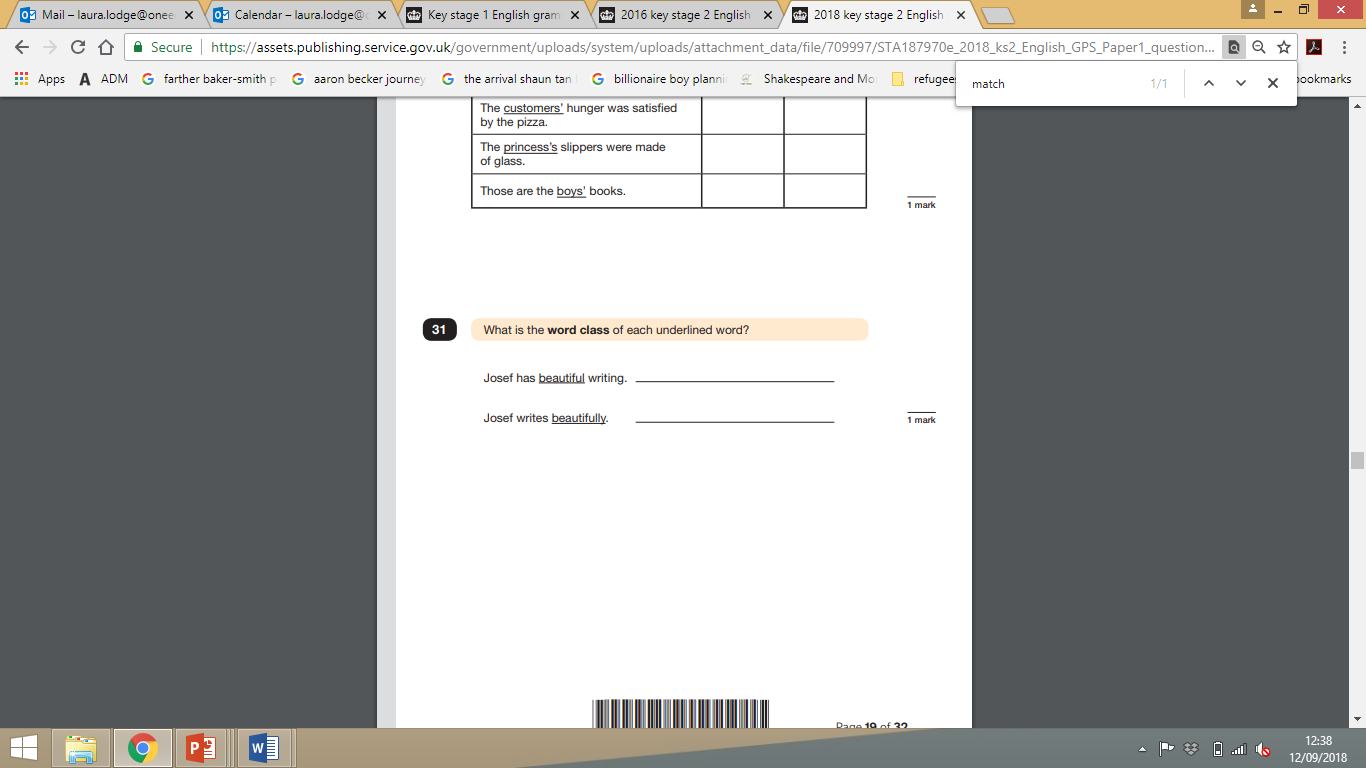 Mail – laura.lodge@onee
Calendar – laura.lodge@o
Key stage 1 English gram
2016 key stage 2 English
2018 key stage 2 English
Secure
https://assets.publishing.service.gov.uk/government/uploads/system/uploads/attachment_data/file/709997/STA187970e_2018_ks2_English_GPS_Paper1_question...
Apps
ADM
farther baker-smith p
aaron becker journey
the arrival shaun tan
billionaire boy planni
Shakespeare and Mo
refugees
bookmarks
match 1/1
The customers' hunger was satisfied
by the pizza.
The princess's slippers were made
of glass.
Those are the boys' books.
1 mark
31 What is the word class of each underlined word?
Josef has beautiful writing.
Josef writes beautifully.
1 mark
Page 19 of 32
12:38
12/09/2018